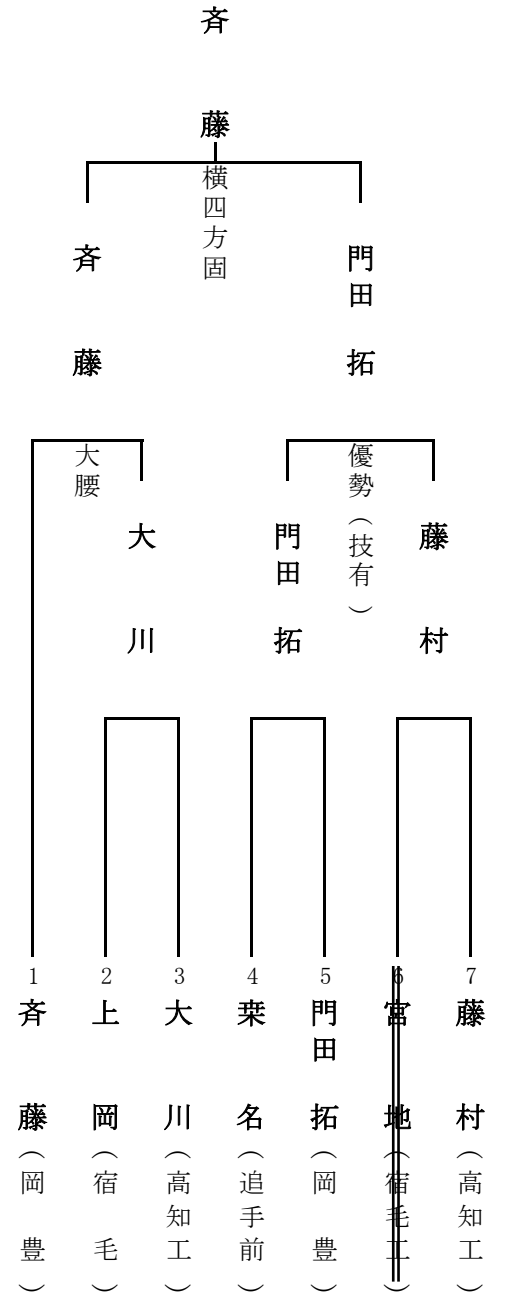 斉藤
横四方固
斉藤
門田拓
大腰
優勢（技有）
大川
門田拓
藤村
1 2 3 4 5 6 7
斉藤（岡豊）
上岡（宿毛）
大川（高知工）
栞名（追手前）
門田拓（岡豊）
宮地（宿毛工）
藤村（高知工）